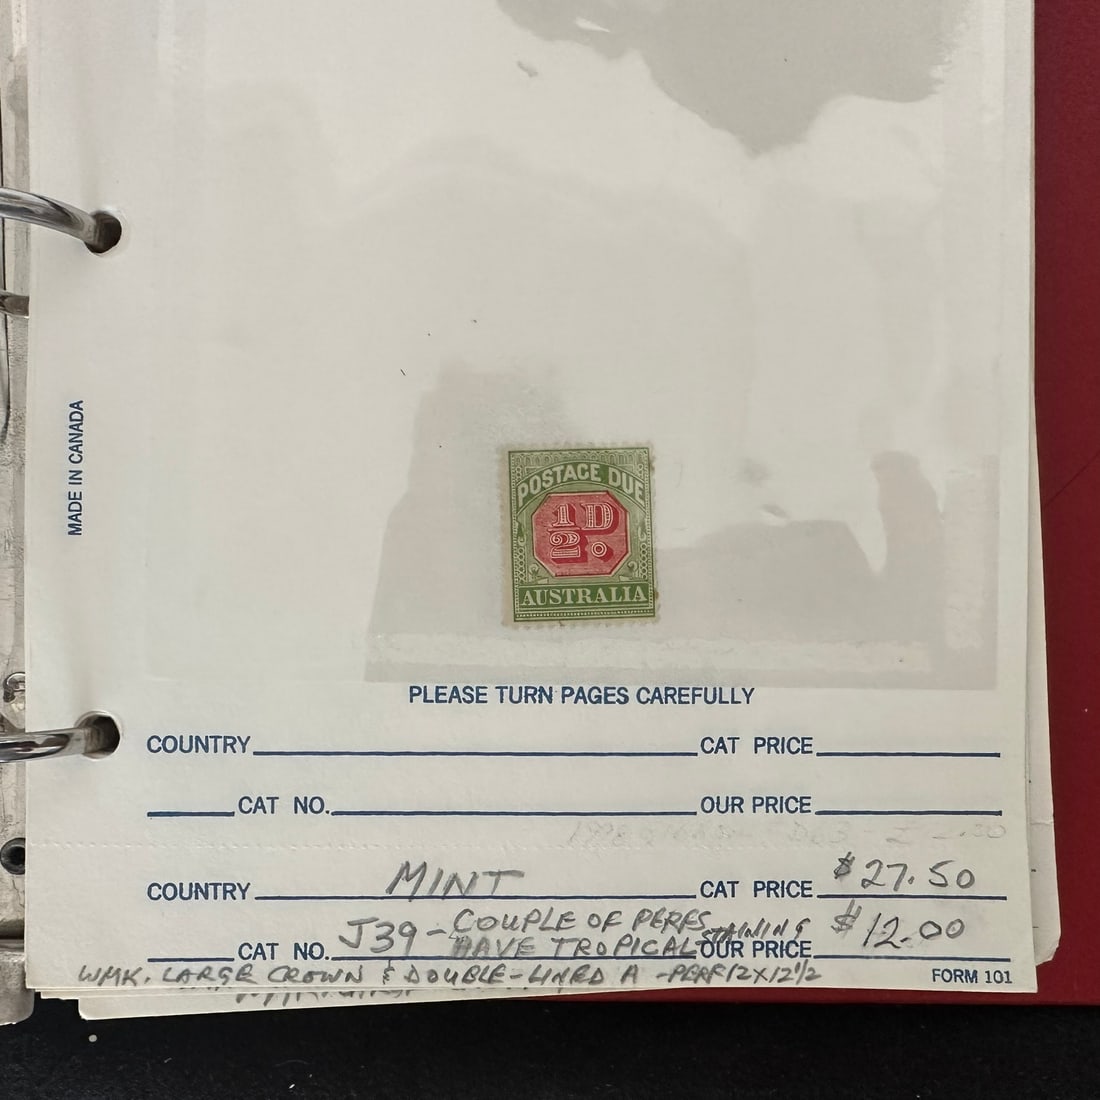 POSTAGE DUE
1/2 D.
AUSTRALIA
MADE IN CANADA
PLEASE TURN PAGES CAREFULLY
COUNTRY CAT PRICE
CAT NO. OUR PRICE
COUNTRY MINT CAT PRICE $27.50
CAT NO. J39 - COUPLE OF PERFS HAVE TROPICAL STAINING OUR PRICE $12.00
WMK. LARGE CROWN & DOUBLE-LINED A - PERF 12X12 1/2 FORM 101